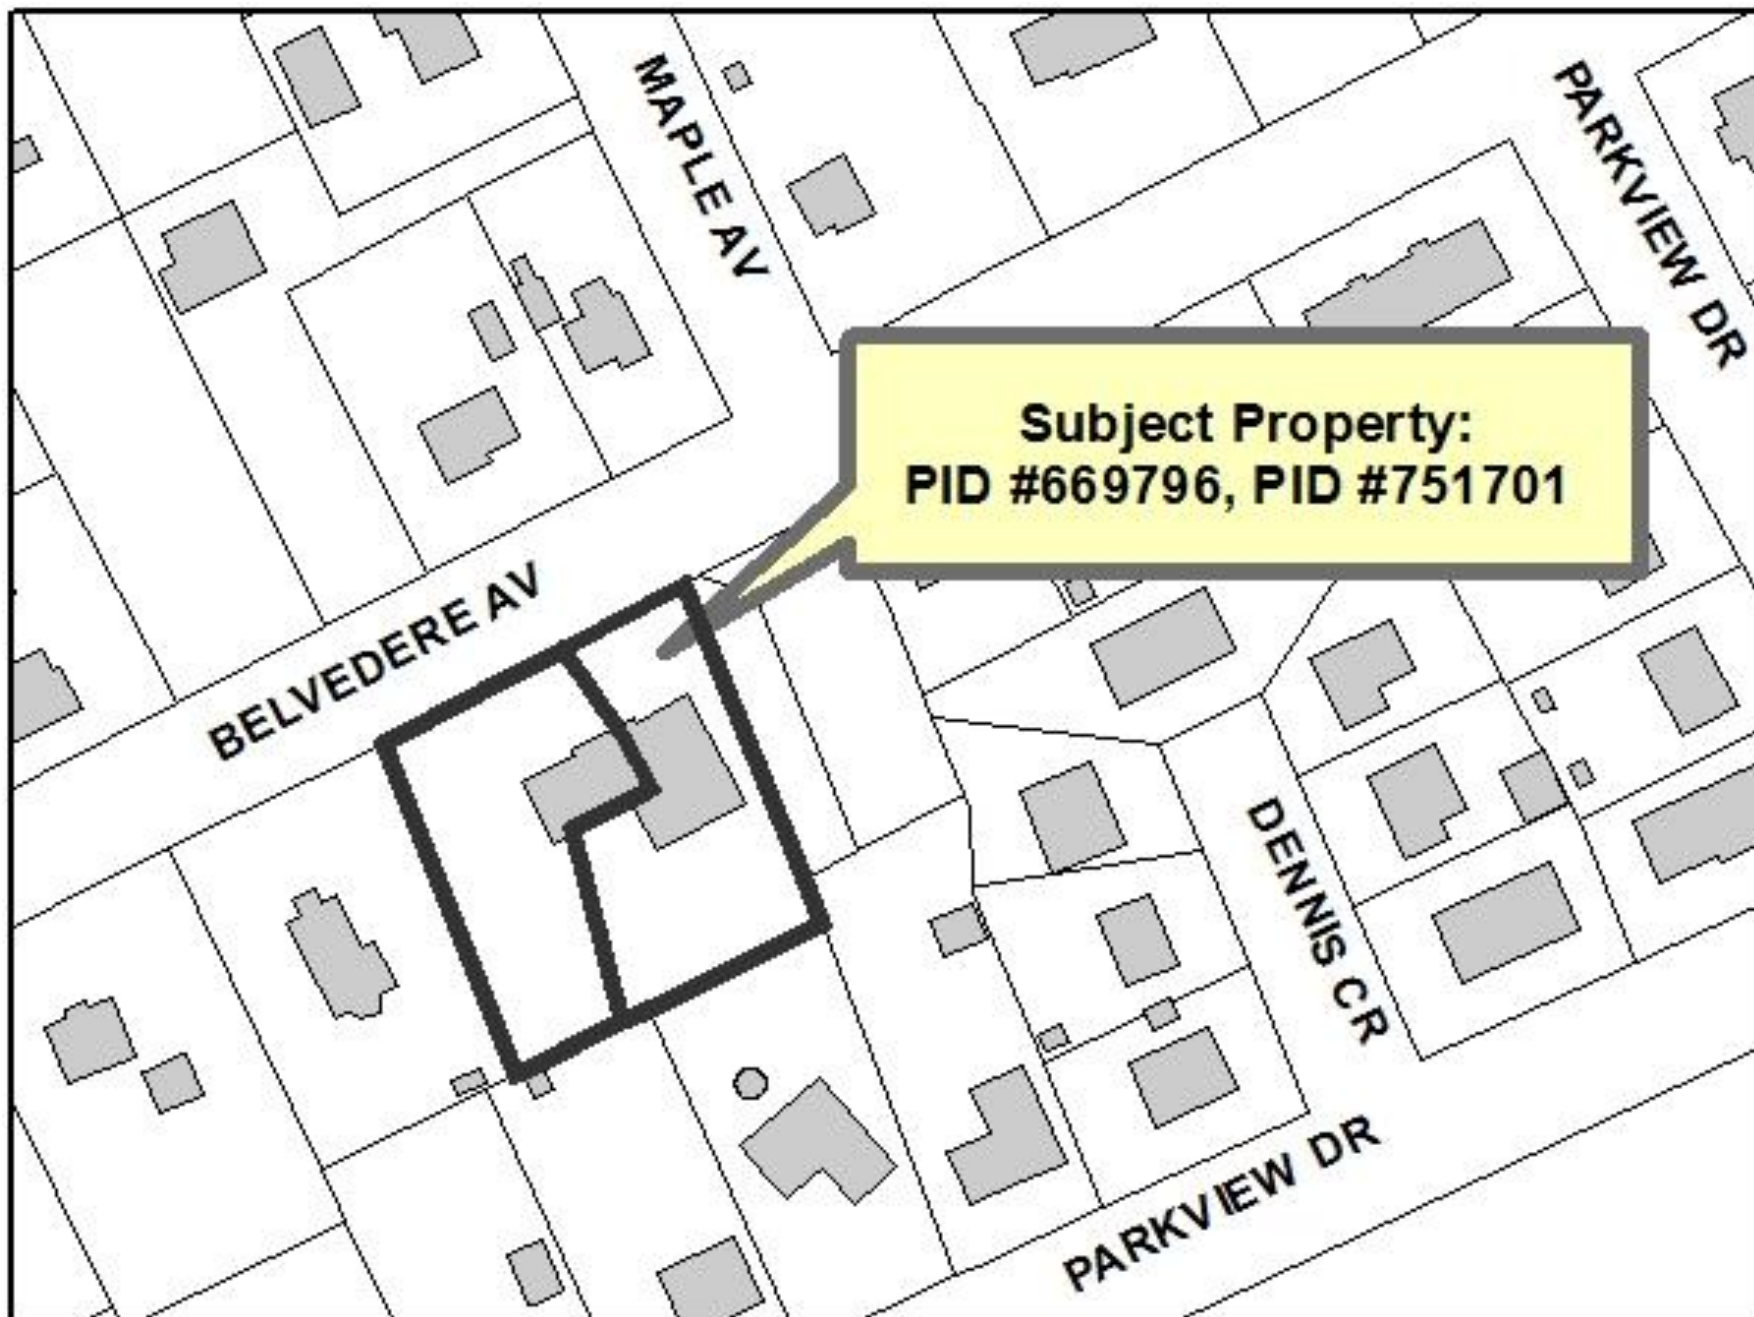 MAPLE AV
PARKVIEW DR
Subject Property:
PID #669796, PID #751701
BELVEDERE AV
DENNIS CR
PARKVIEW DR